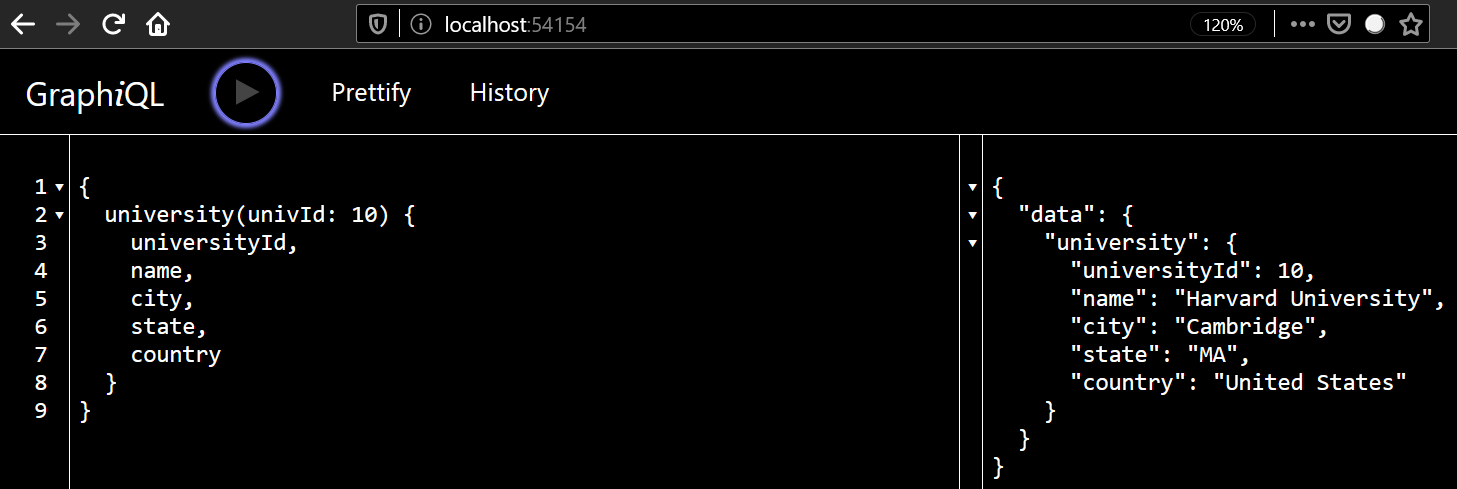 localhost:54154 120%
GraphiQL Prettify History
1 {
2 university(univId: 10) {
3 universityId,
4 name,
5 city,
6 state,
7 country
8 }
9 }
{
"data": {
"university": {
"universityId": 10,
"name": "Harvard University",
"city": "Cambridge",
"state": "MA",
"country": "United States"
}
}
}